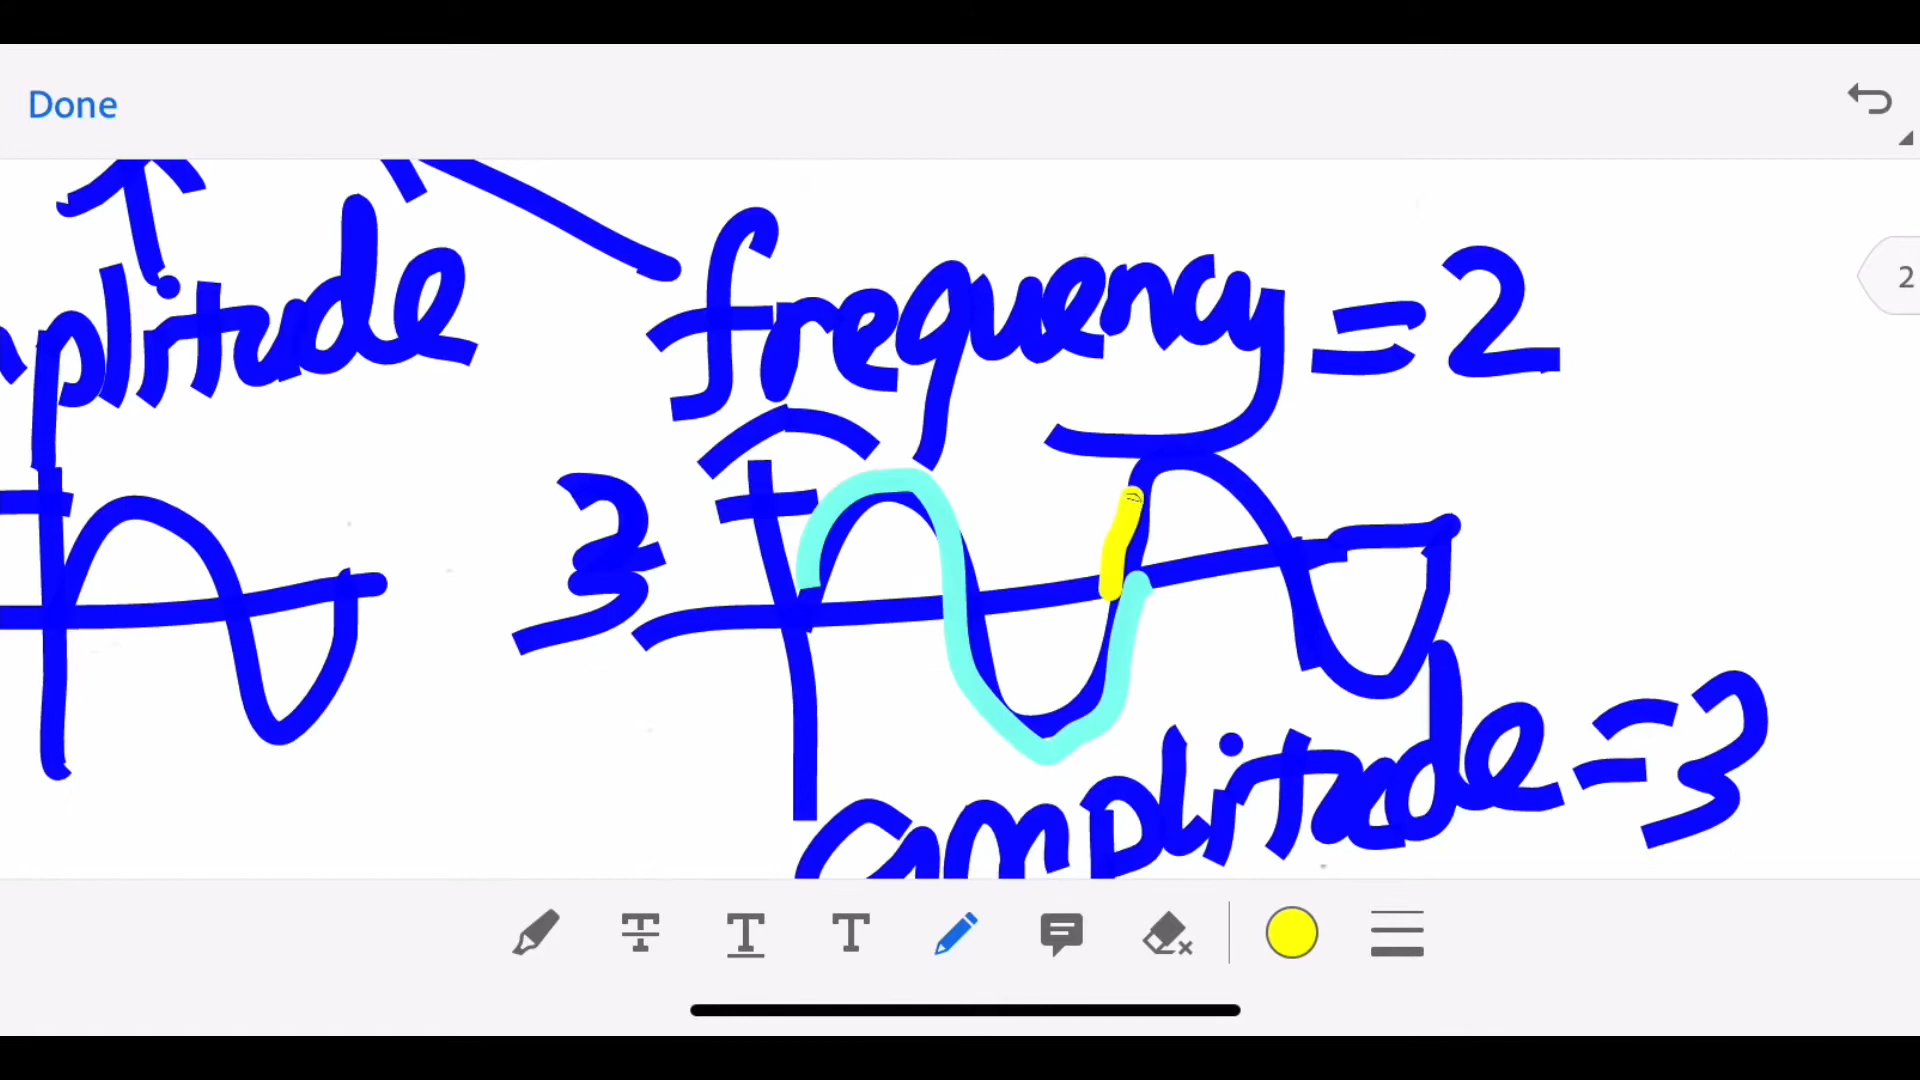 Done
plitude
frequency = 2
2
3
amplitude = 3